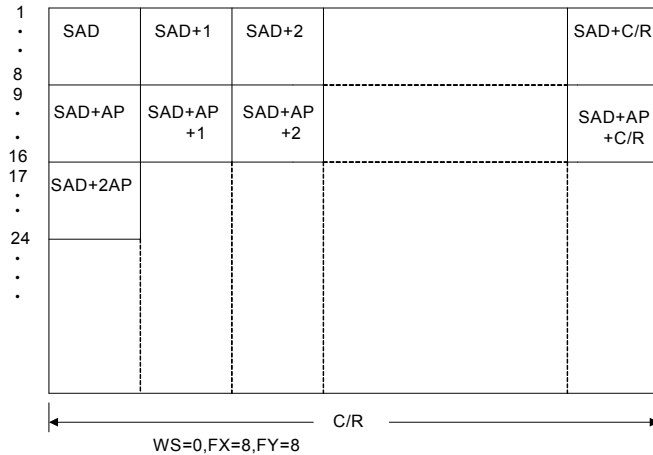 1
·
·
8
9
·
·
16
17
·
·
24
·
·
·
SAD
SAD+1
SAD+2
SAD+C/R
SAD+AP
SAD+AP
+1
SAD+AP
+2
SAD+AP
+C/R
SAD+2AP
C/R
WS=0,FX=8,FY=8